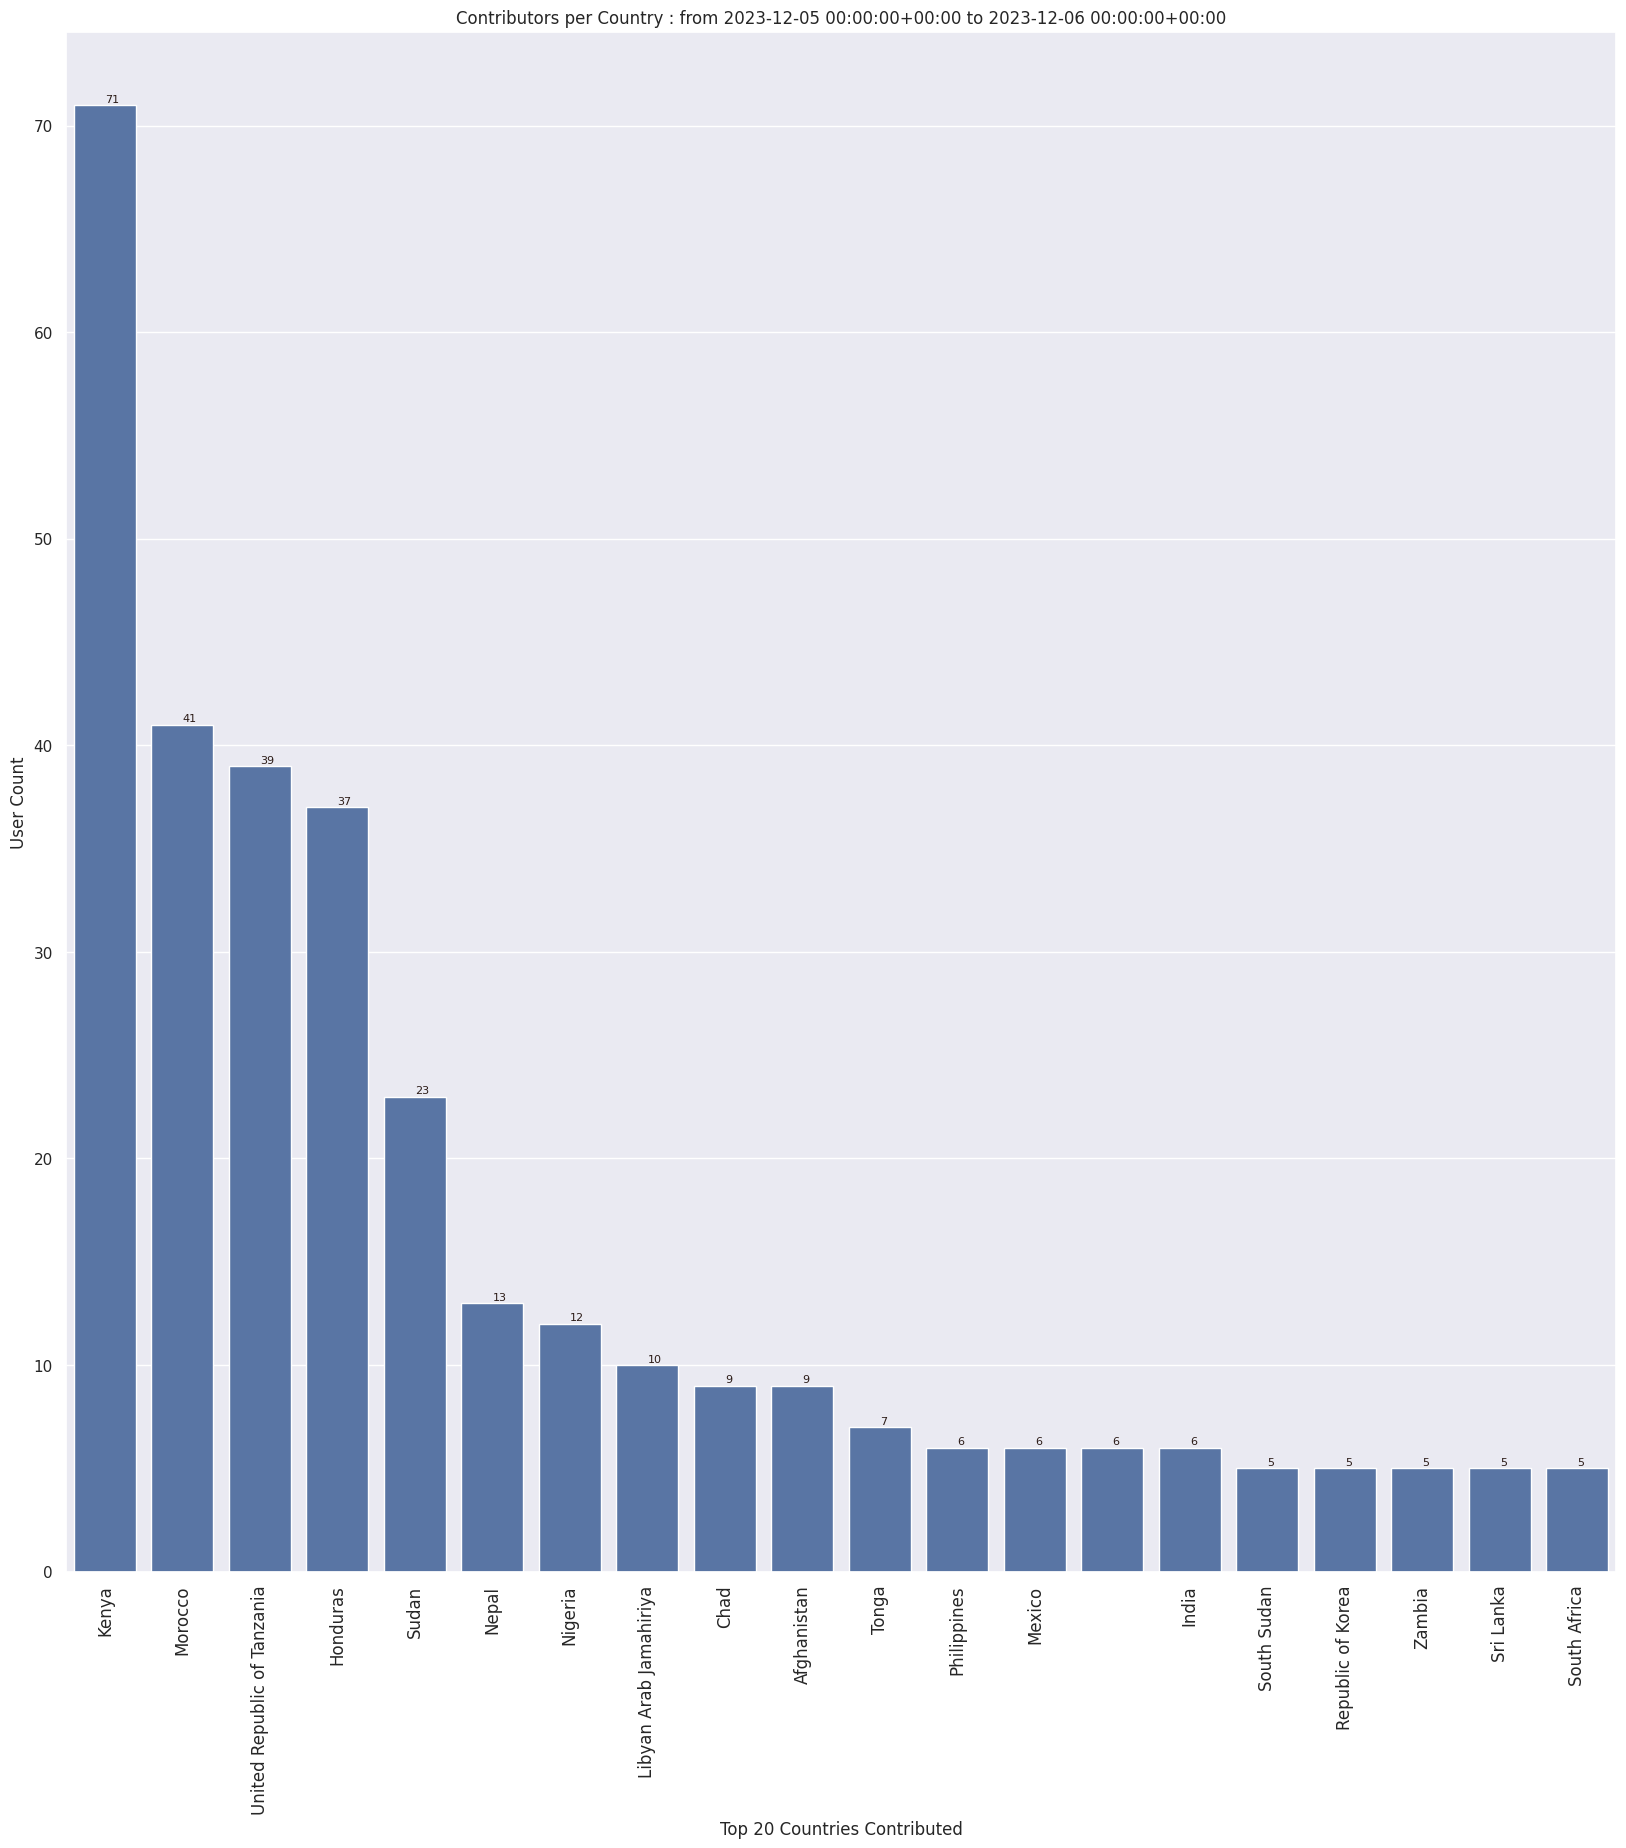 Contributors per Country : from 2023-12-05 00:00:00+00:00 to 2023-12-06 00:00:00+00:00
User Count
70
60
50
40
30
20
10
0
71
41
39
37
23
13
12
10
9
9
7
6
6
6
6
5
5
5
5
5
Kenya
Morocco
United Republic of Tanzania
Honduras
Sudan
Nepal
Nigeria
Libyan Arab Jamahiriya
Chad
Afghanistan
Tonga
Philippines
Mexico
India
South Sudan
Republic of Korea
Zambia
Sri Lanka
South Africa
Top 20 Countries Contributed